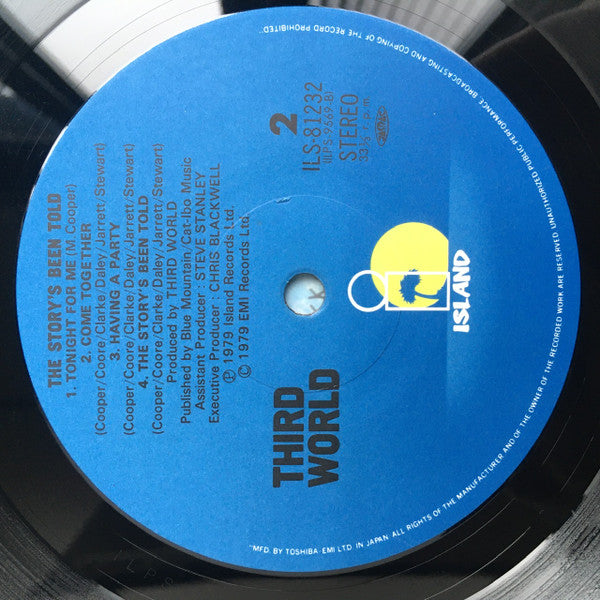 ISLAND
THIRD
WORLD
2
ILS-81232
(ILPS-9569-B)
STEREO
33⅓ r.p.m.
THE STORY'S BEEN TOLD
1. TONIGHT FOR ME (M.Cooper)
2. COME TOGETHER
(Cooper/Coore/Clarke/Daley/Jarrett/Stewart)
3. HAVING A PARTY
(Cooper/Coore/Clarke/Daley/Jarrett/Stewart)
4. THE STORY'S BEEN TOLD
(Cooper/Coore/Clarke/Daley/Jarrett/Stewart)
Produced by THIRD WORLD
Published by Blue Mountain/Cat-Ibo Music
Assistant Producer : STEVE STANLEY
Executive Producer : CHRIS BLACKWELL
℗ 1979 Island Records Ltd.
© 1979 EMI Records Ltd.
"MFD. BY TOSHIBA-EMI LTD. IN JAPAN. ALL RIGHTS OF THE MANUFACTURER AND OF THE OWNER OF THE RECORDED WORK ARE RESERVED. UNAUTHORIZED PUBLIC PERFORMANCE, BROADCASTING AND COPYING OF THE RECORD PROHIBITED."
ILPS